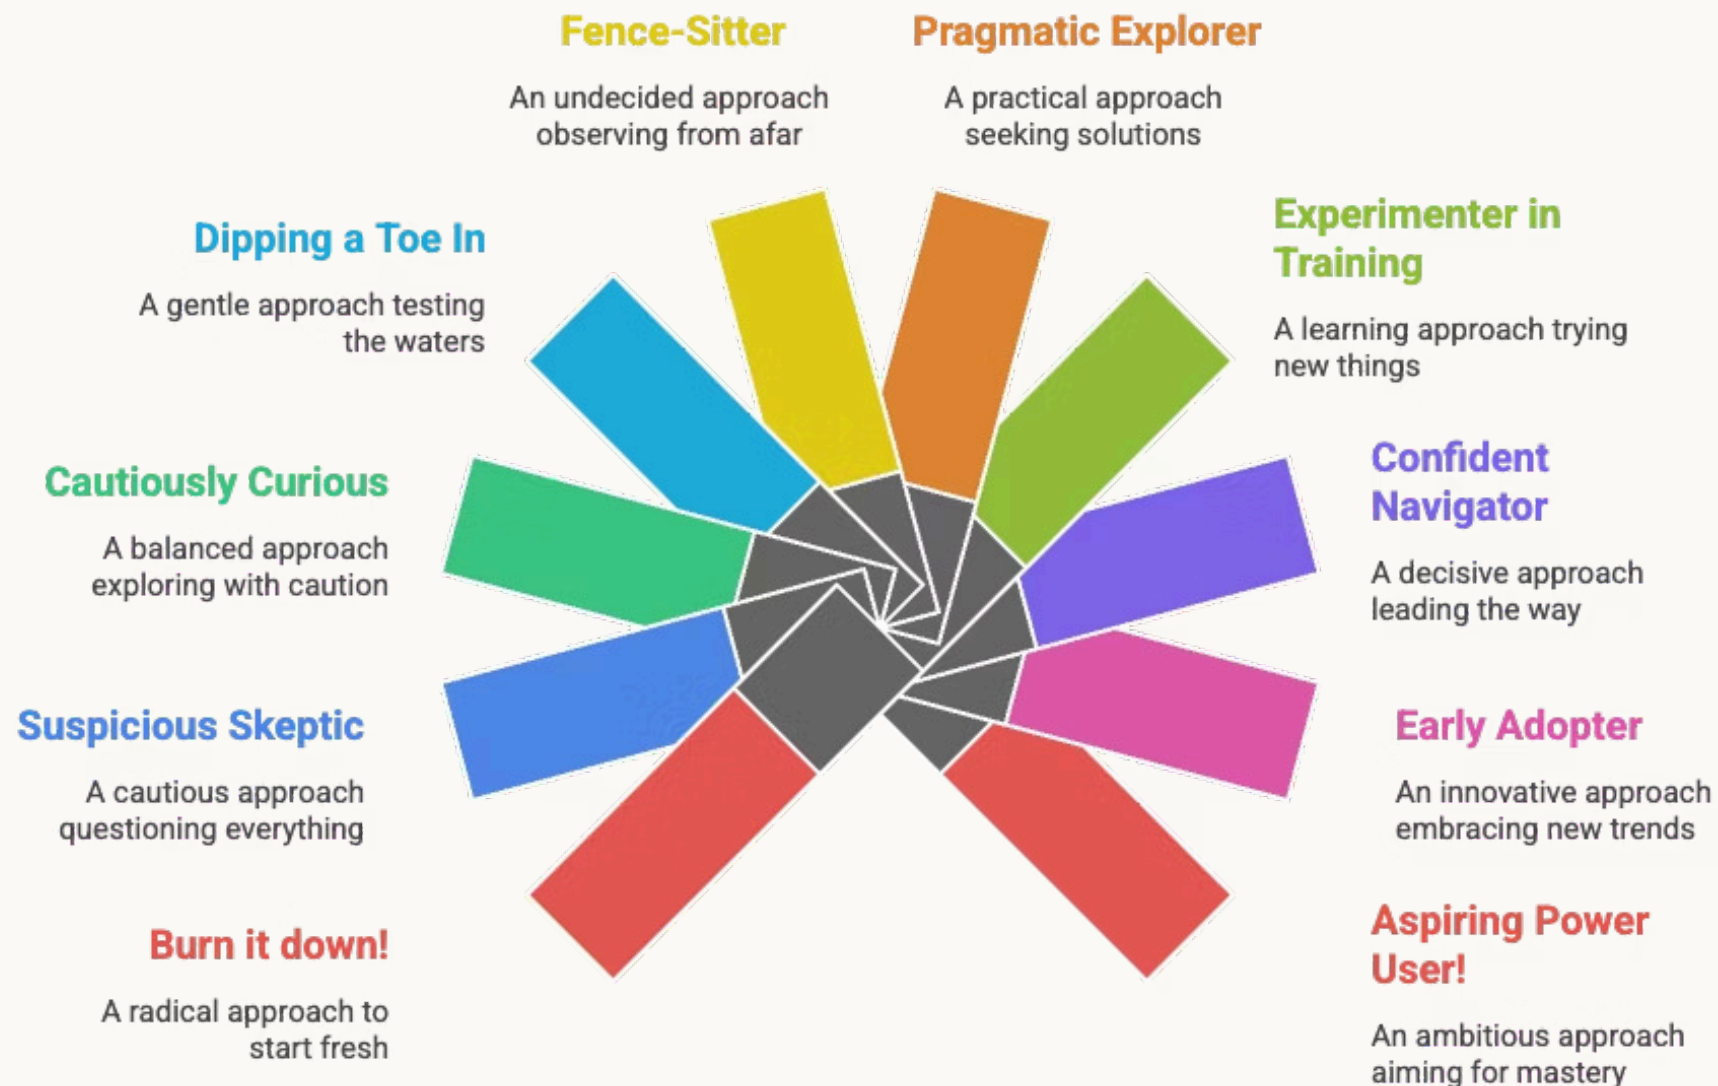 Fence-Sitter
An undecided approach
observing from afar
Pragmatic Explorer
A practical approach
seeking solutions
Dipping a Toe In
A gentle approach testing
the waters
Experimenter in
Training
A learning approach trying
new things
Cautiously Curious
A balanced approach
exploring with caution
Confident
Navigator
A decisive approach
leading the way
Suspicious Skeptic
A cautious approach
questioning everything
Early Adopter
An innovative approach
embracing new trends
Burn it down!
A radical approach to
start fresh
Aspiring Power
User!
An ambitious approach
aiming for mastery